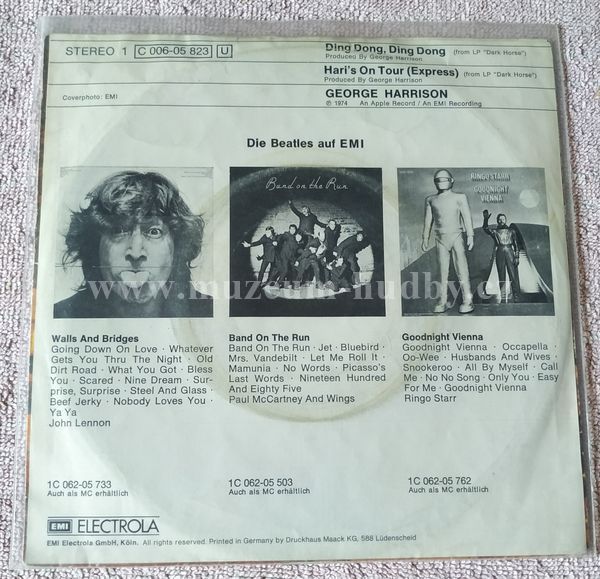 STEREO 1 C 006-05 823 U
Ding Dong, Ding Dong (from LP "Dark Horse")
Produced By George Harrison
Hari's On Tour (Express) (from LP "Dark Horse")
Produced By George Harrison
Coverphoto: EMI
GEORGE HARRISON
℗ 1974 An Apple Record / An EMI Recording
Die Beatles auf EMI
Band on the Run
RINGO STARR
GOODNIGHT
VIENNA
www.muzeum-hudby.cz
Walls And Bridges
Going Down On Love · Whatever
Gets You Thru The Night · Old
Dirt Road · What You Got · Bless
You · Scared · Nine Dream · Sur-
prise, Surprise · Steel And Glass ·
Beef Jerky · Nobody Loves You ·
Ya Ya
John Lennon
Band On The Run
Band On The Run · Jet · Bluebird ·
Mrs. Vandebilt · Let Me Roll It ·
Mamunia · No Words · Picasso's
Last Words · Nineteen Hundred
And Eighty Five
Paul McCartney And Wings
Goodnight Vienna
Goodnight Vienna · Occapella ·
Oo-Wee · Husbands And Wives ·
Snookeroo · All By Myself · Call
Me · No No Song · Only You · Easy
For Me · Goodnight Vienna
Ringo Starr
1C 062-05 733
Auch als MC erhältlich
1C 062-05 503
Auch als MC erhältlich
1C 062-05 762
Auch als MC erhältlich
EMI ELECTROLA
EMI Electrola GmbH, Köln. All rights reserved. Printed in Germany by Druckhaus Maack KG, 588 Lüdenscheid